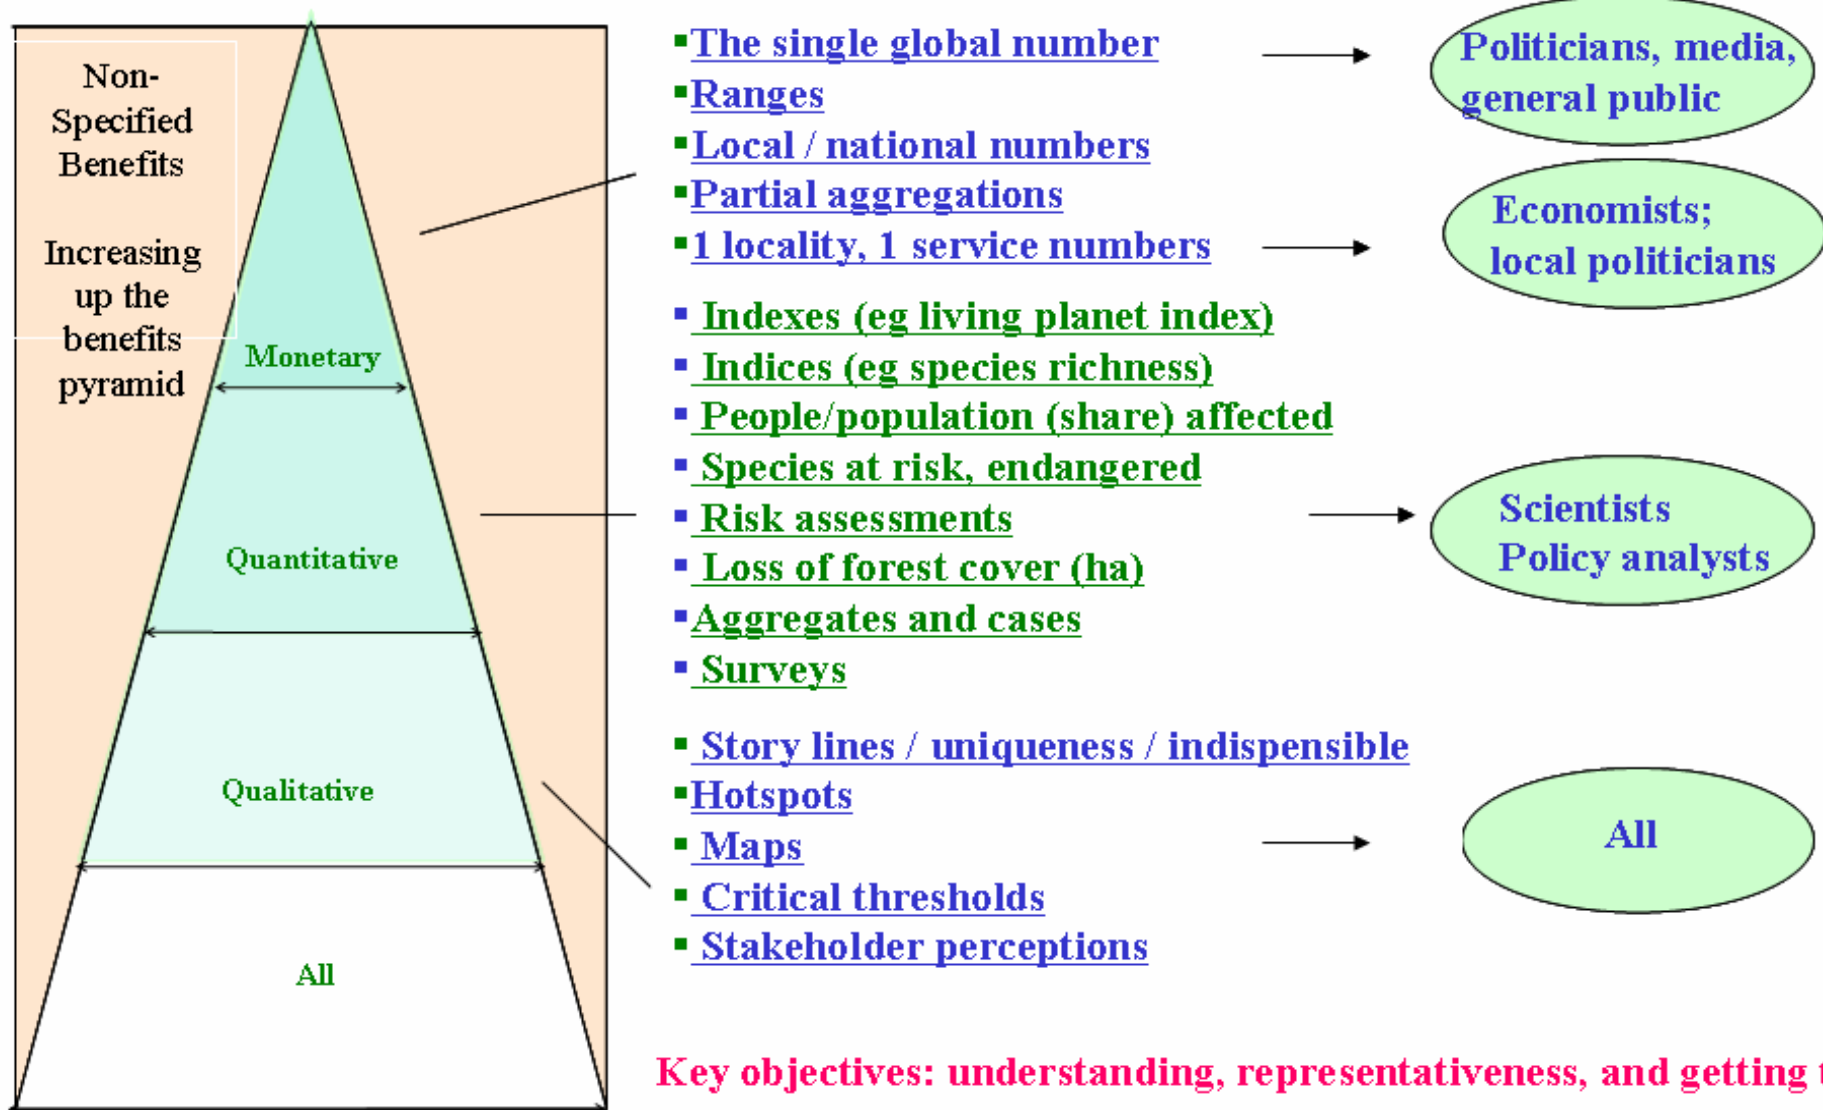 Non-
Specified
Benefits
Increasing
up the
benefits
pyramid
Monetary
Quantitative
Qualitative
All
The single global number
Ranges
Local / national numbers
Partial aggregations
1 locality, 1 service numbers
Indexes (eg living planet index)
Indices (eg species richness)
People/population (share) affected
Species at risk, endangered
Risk assessments
Loss of forest cover (ha)
Aggregates and cases
Surveys
Story lines / uniqueness / indispensible
Hotspots
Maps
Critical thresholds
Stakeholder perceptions
Politicians, media,
general public
Economists;
local politicians
Scientists
Policy analysts
All
Key objectives: understanding, representativeness, and getting